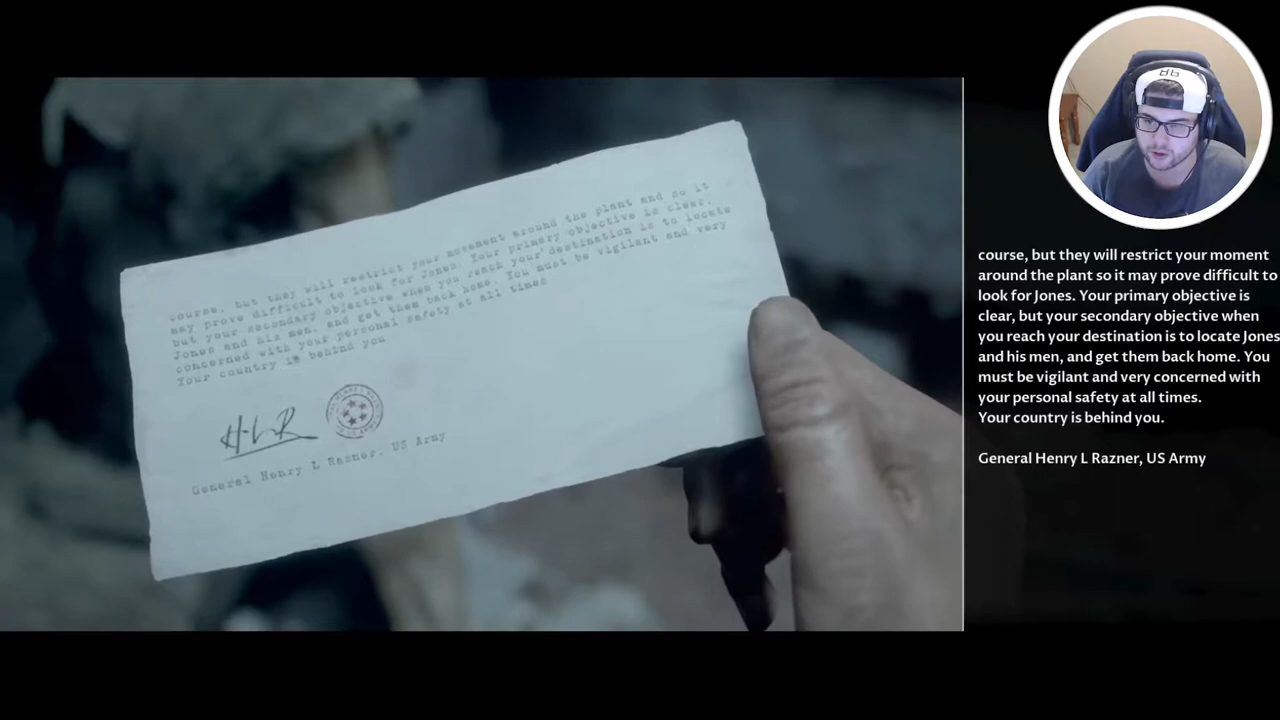 course, but they will restrict your movement around the plant and so it
may prove difficult to look for Jones. Your primary objective is clear,
but your secondary objective when you reach your destination is to locate
Jones and his men, and get them back home. You must be vigilant and very
concerned with your personal safety at all times
Your country is behind you
HLR
General Henry L Razner, US Army
course, but they will restrict your moment
around the plant so it may prove difficult to
look for Jones. Your primary objective is
clear, but your secondary objective when
you reach your destination is to locate Jones
and his men, and get them back home. You
must be vigilant and very concerned with
your personal safety at all times.
Your country is behind you.
General Henry L Razner, US Army